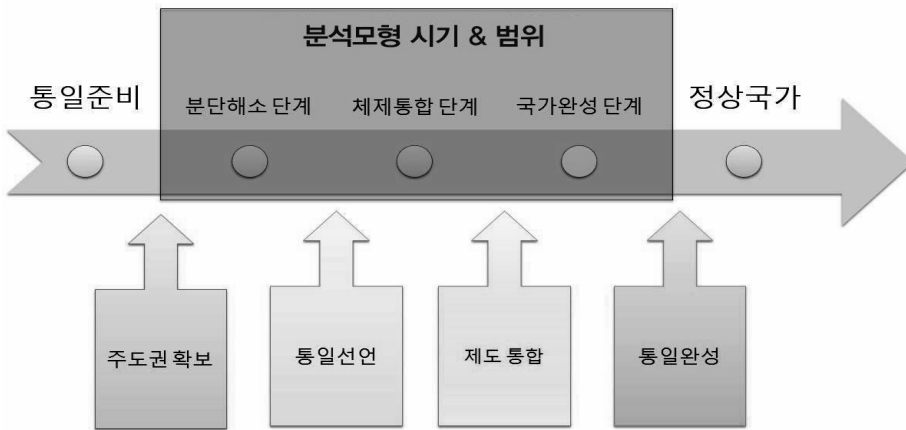 분석모형 시기 & 범위
통일준비
분단해소 단계
체제통합 단계
국가완성 단계
정상국가
주도권 확보
통일선언
제도 통합
통일완성